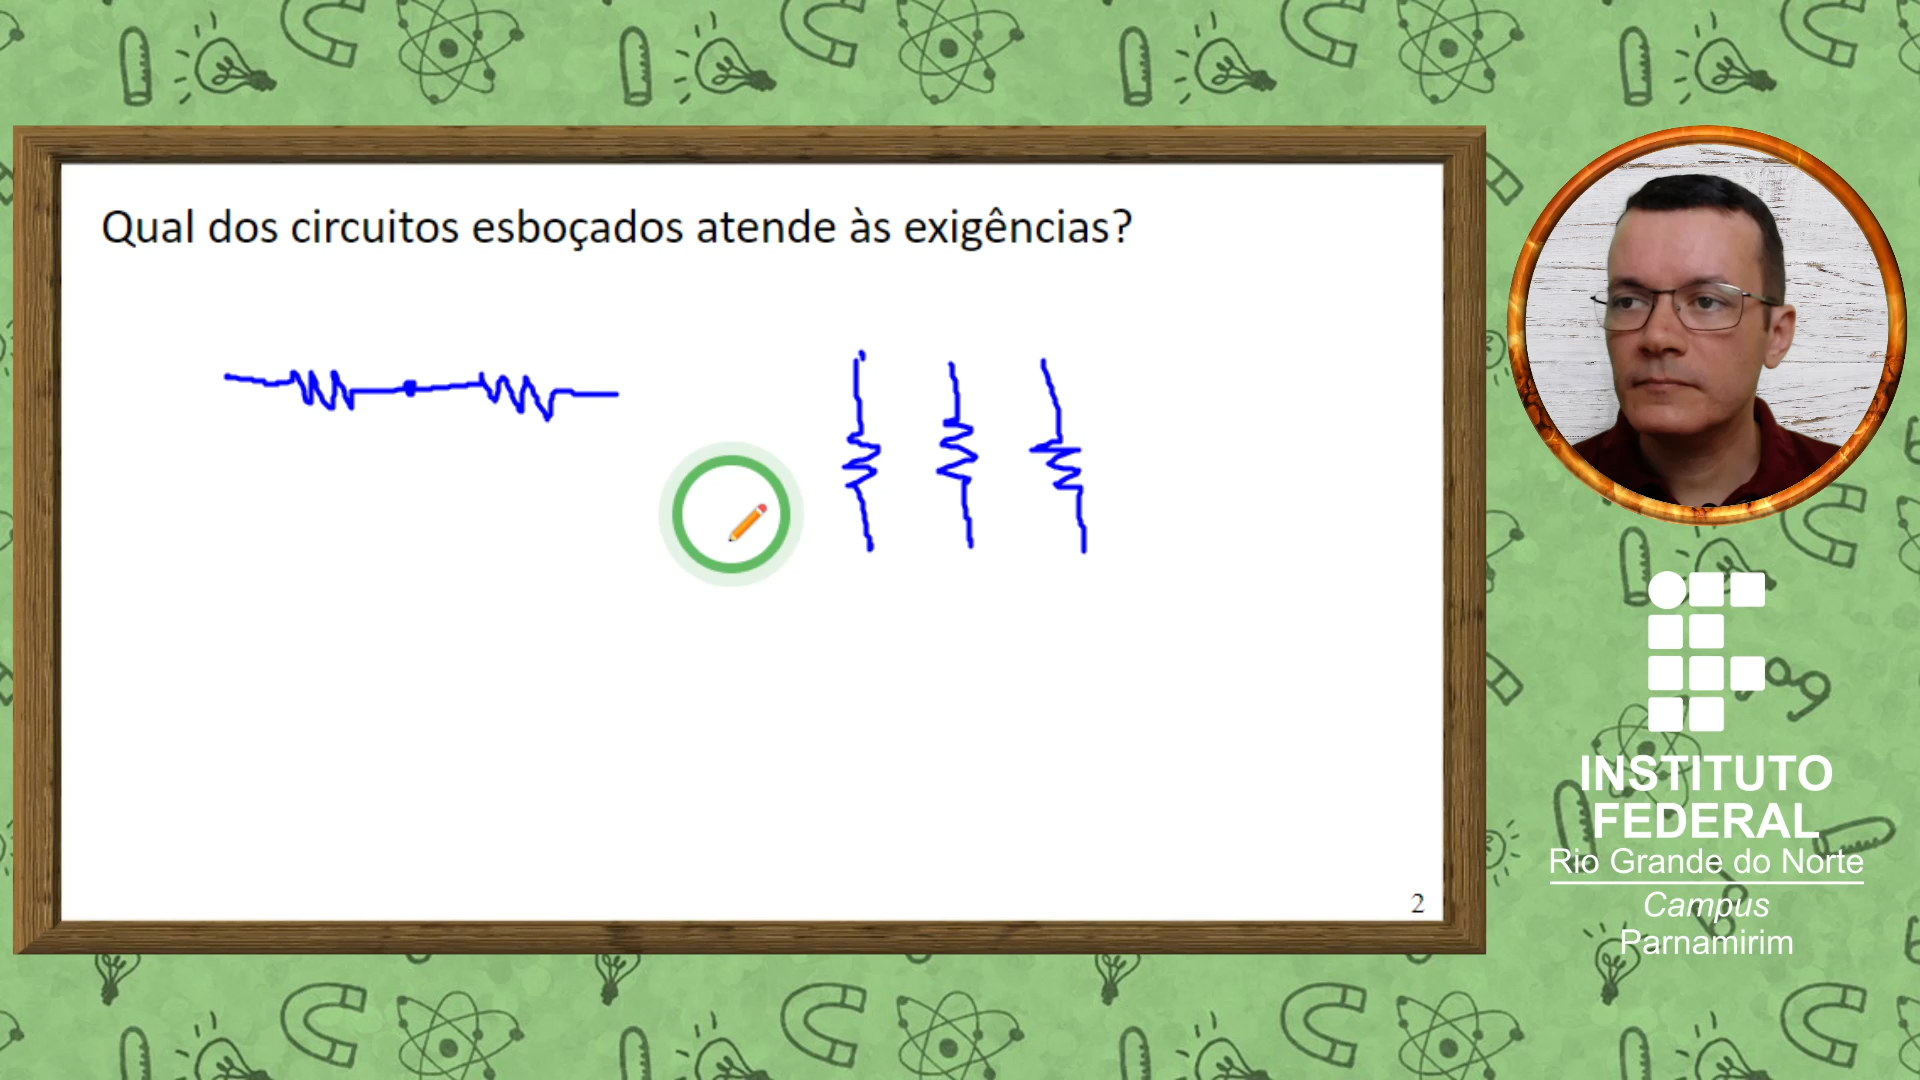 Qual dos circuitos esboçados atende às exigências?
2
INSTITUTO
FEDERAL
Rio Grande do Norte
Campus
Parnamirim